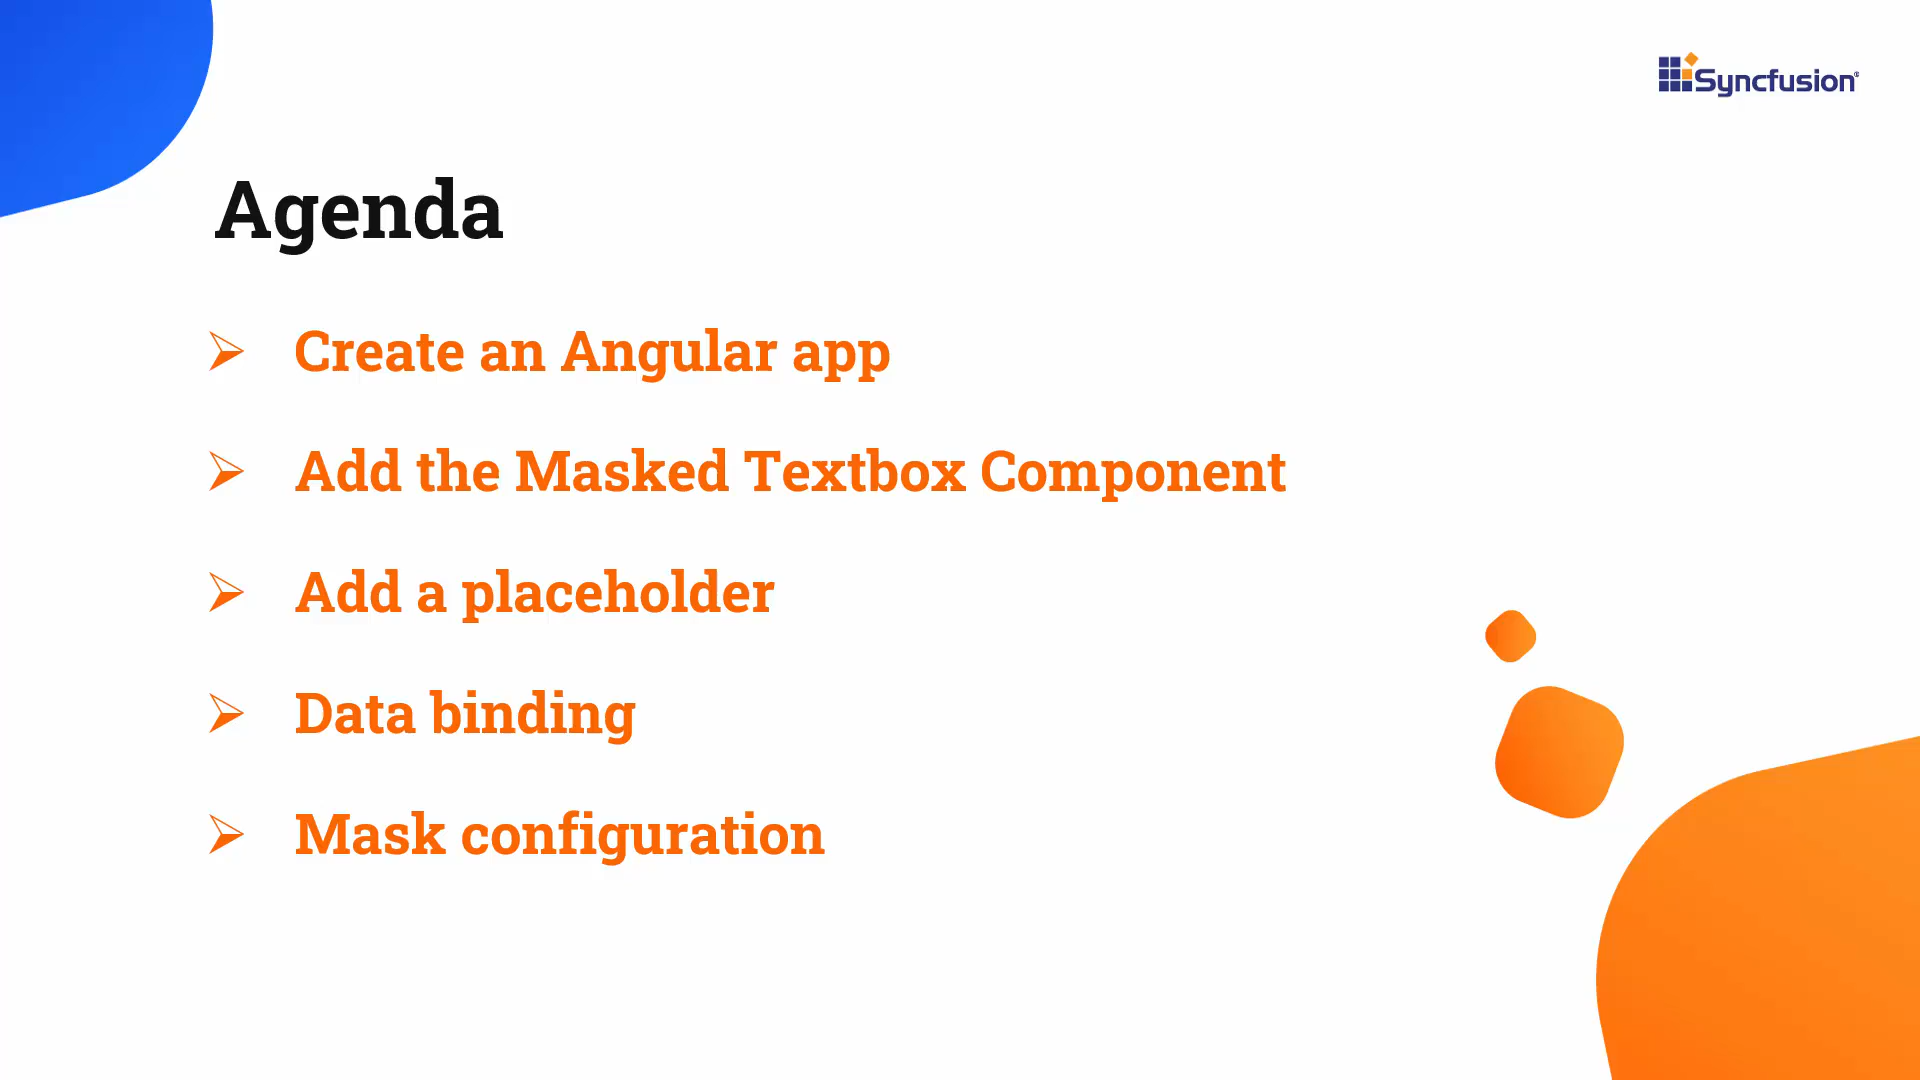 Syncfusion®
Agenda
➢ Create an Angular app
➢ Add the Masked Textbox Component
➢ Add a placeholder
➢ Data binding
➢ Mask configuration